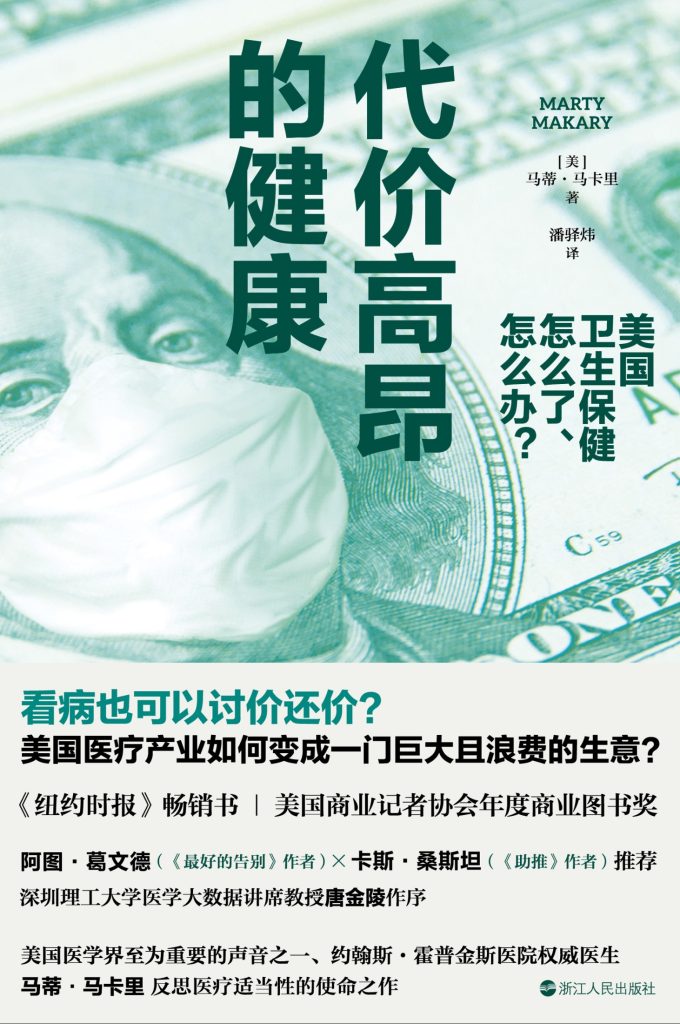 代价高昂
的健康
MARTY
MAKARY
[美]
马蒂·马卡里
著
潘驿炜
译
美国
卫生保健
怎么了、
怎么办？
C 59
ONE
看病也可以讨价还价？
美国医疗产业如何变成一门巨大且浪费的生意？
《纽约时报》畅销书｜美国商业记者协会年度商业图书奖
阿图·葛文德（《最好的告别》作者）×卡斯·桑斯坦（《助推》作者）推荐
深圳理工大学医学大数据讲席教授唐金陵作序
美国医学界至为重要的声音之一、约翰斯·霍普金斯医院权威医生
马蒂·马卡里 反思医疗适当性的使命之作
浙江人民出版社